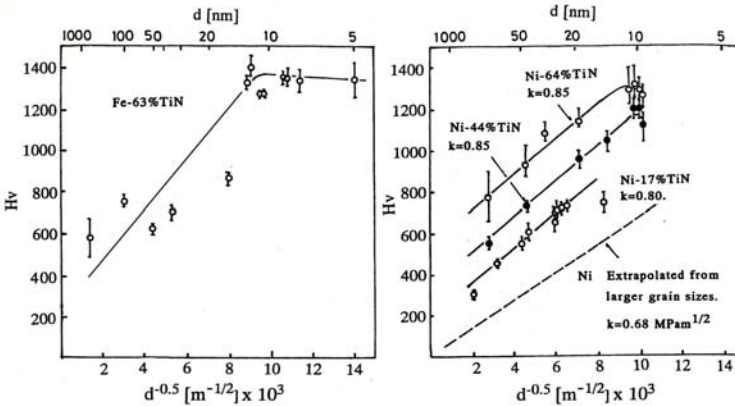 d [nm]
1000 100 50 20 10 5
1400
1200
1000
800
600
400
200
Hv
Fe-63%TiN
2 4 6 8 10 12 14
d-0.5 [m-1/2] x 10³
d [nm]
1000 100 50 20 10 5
1400
1200
1000
800
600
400
200
Hv
Ni-64%TiN
k=0.85
Ni-44%TiN
k=0.85
Ni-17%TiN
k=0.80.
Ni Extrapolated from
larger grain sizes.
k=0.68 MPam1/2
2 4 6 8 10 12 14
d-0.5 [m-1/2] x 10³